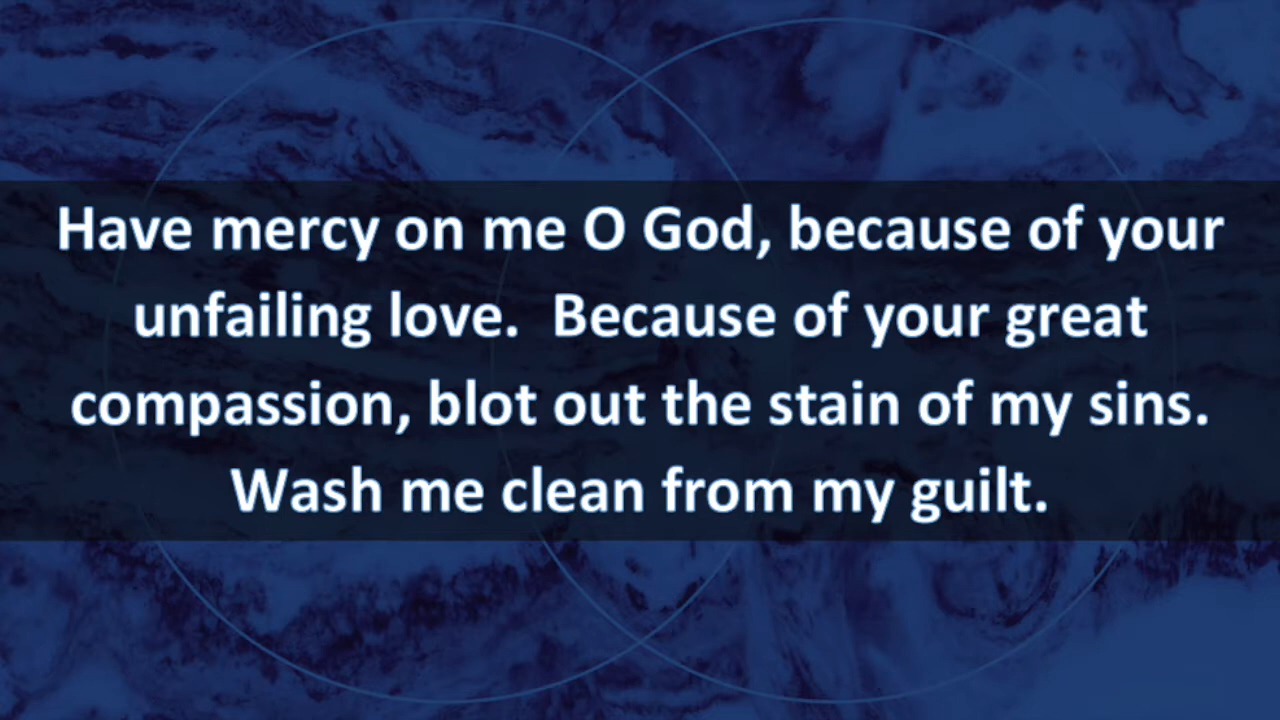 Have mercy on me O God, because of your
unfailing love.  Because of your great
compassion, blot out the stain of my sins.
Wash me clean from my guilt.